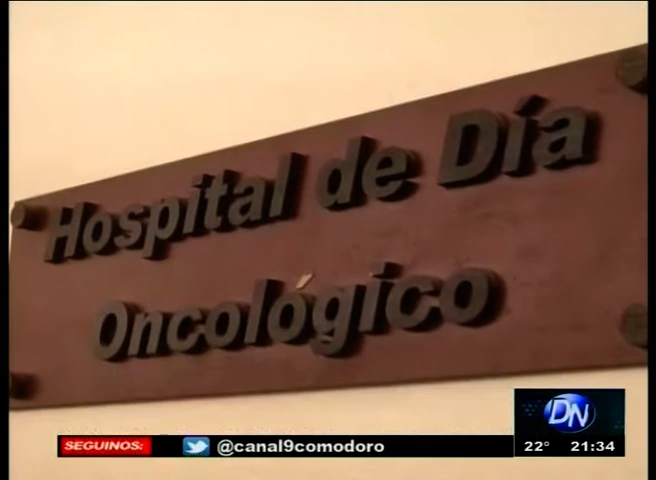 Hospital de Día
Oncológico
DN
SEGUINOS: @canal9comodoro
22° 21:34